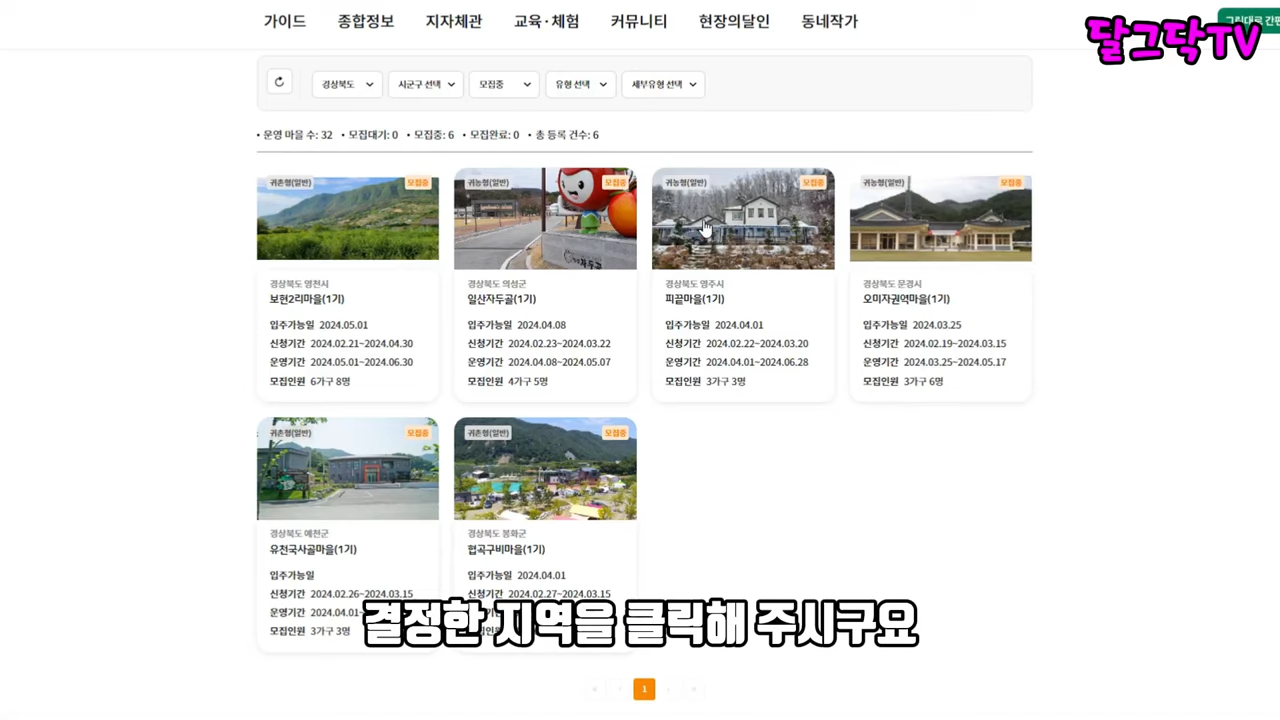 가이드 종합정보 지자체관 교육·체험 커뮤니티 현장의달인 동네작가
달그닥TV
경상북도 시군구 선택 모집중 유형 선택 세부유형 선택
• 운영 마을 수: 32 • 모집대기: 0 • 모집중: 6 • 모집완료: 0 • 총 등록 건수: 6
귀촌형(일반) 모집중
경상북도 영천시
보현2리마을(1기)
입주가능일 2024.05.01
신청기간 2024.02.21~2024.04.30
운영기간 2024.05.01~2024.06.30
모집인원 6가구 8명
귀농형(일반) 모집중
자두골
경상북도 의성군
일산자두골(1기)
입주가능일 2024.04.08
신청기간 2024.02.23~2024.03.22
운영기간 2024.04.08~2024.05.07
모집인원 4가구 5명
귀농형(일반) 모집중
경상북도 영주시
피끝마을(1기)
입주가능일 2024.04.01
신청기간 2024.02.22~2024.03.20
운영기간 2024.04.01~2024.06.28
모집인원 3가구 3명
귀농형(일반) 모집중
경상북도 문경시
오미자권역마을(1기)
입주가능일 2024.03.25
신청기간 2024.02.19~2024.03.15
운영기간 2024.03.25~2024.05.17
모집인원 3가구 6명
귀촌형(일반) 모집중
경상북도 예천군
유천국사골마을(1기)
입주가능일
신청기간 2024.02.26~2024.03.15
운영기간 2024.04.01~
모집인원 3가구 3명
귀촌형(일반) 모집중
경상북도 봉화군
협곡구비마을(1기)
입주가능일 2024.04.01
신청기간 2024.02.27~2024.03.15
결정한 지역을 클릭해 주시구요
1